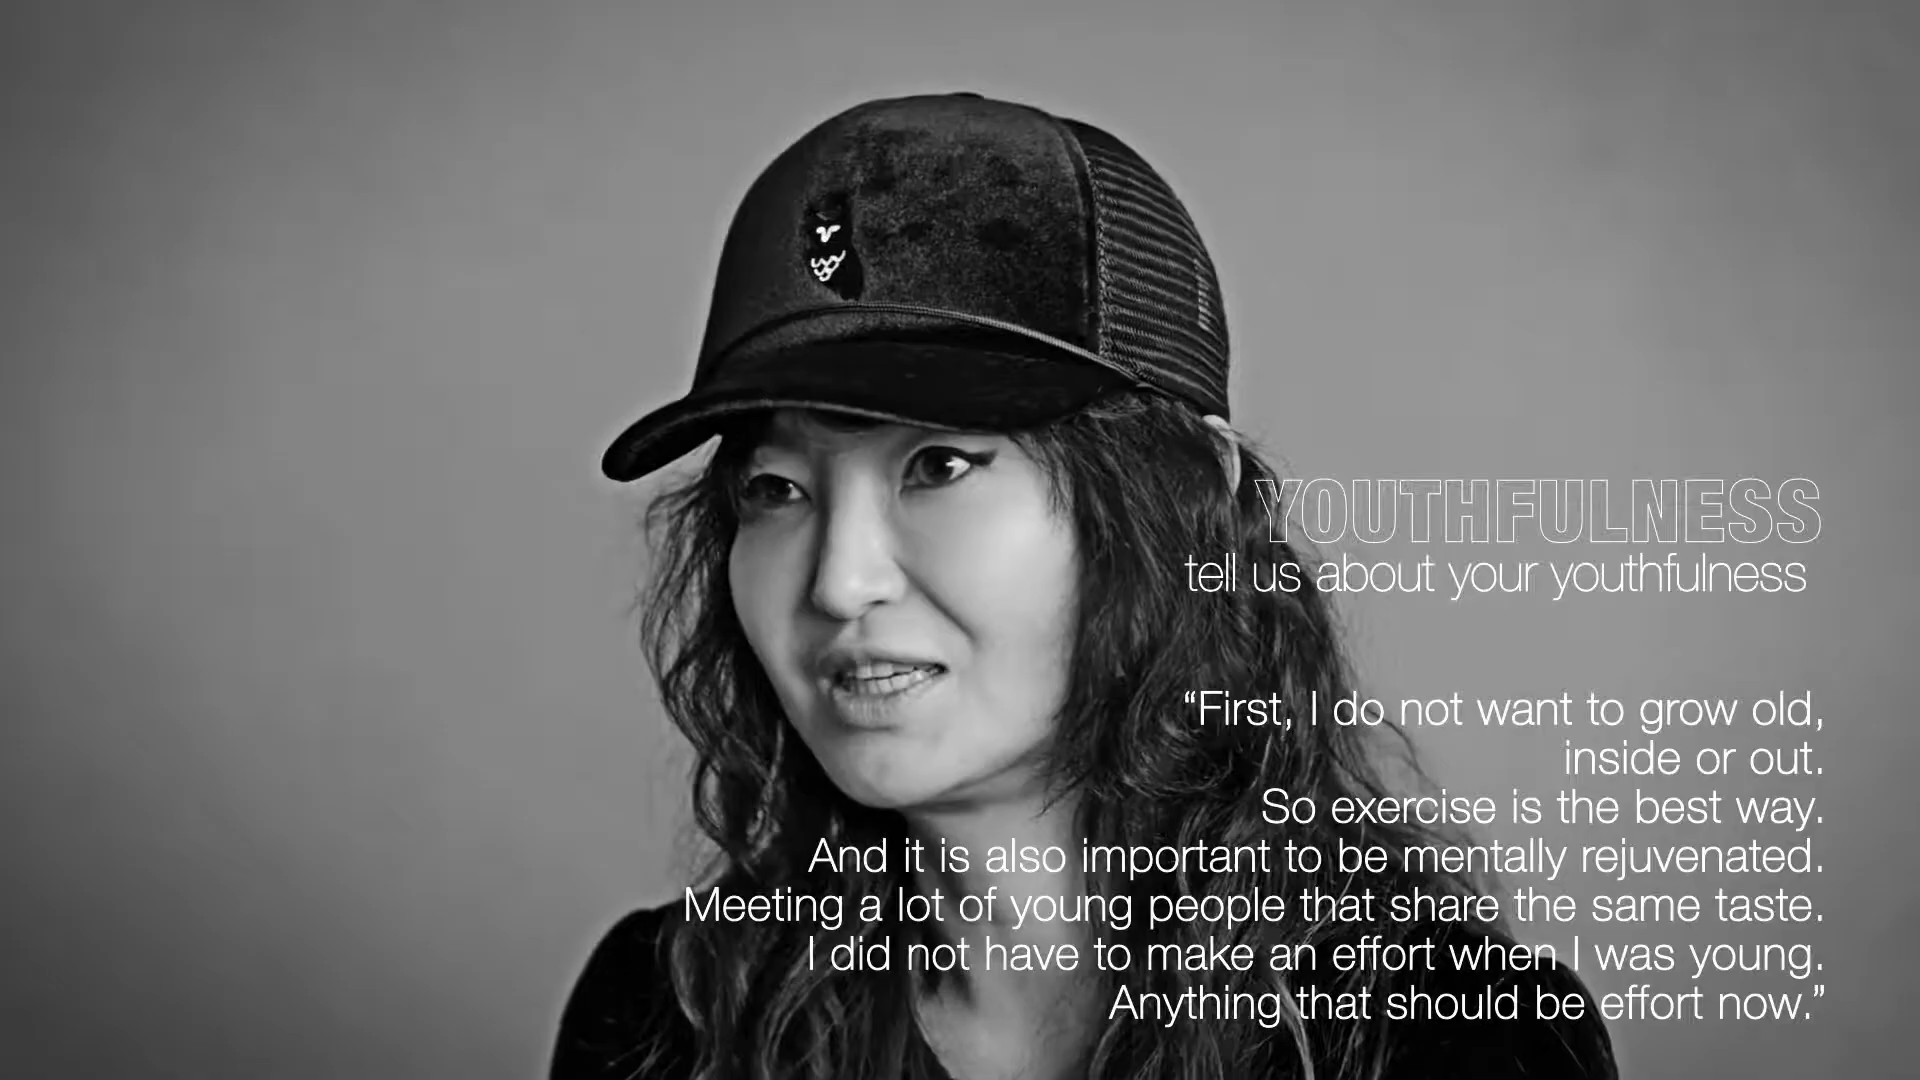 YOUTHFULNESS
tell us about your youthfulness
“First, I do not want to grow old,
inside or out.
So exercise is the best way.
And it is also important to be mentally rejuvenated.
Meeting a lot of young people that share the same taste.
I did not have to make an effort when I was young.
Anything that should be effort now.”